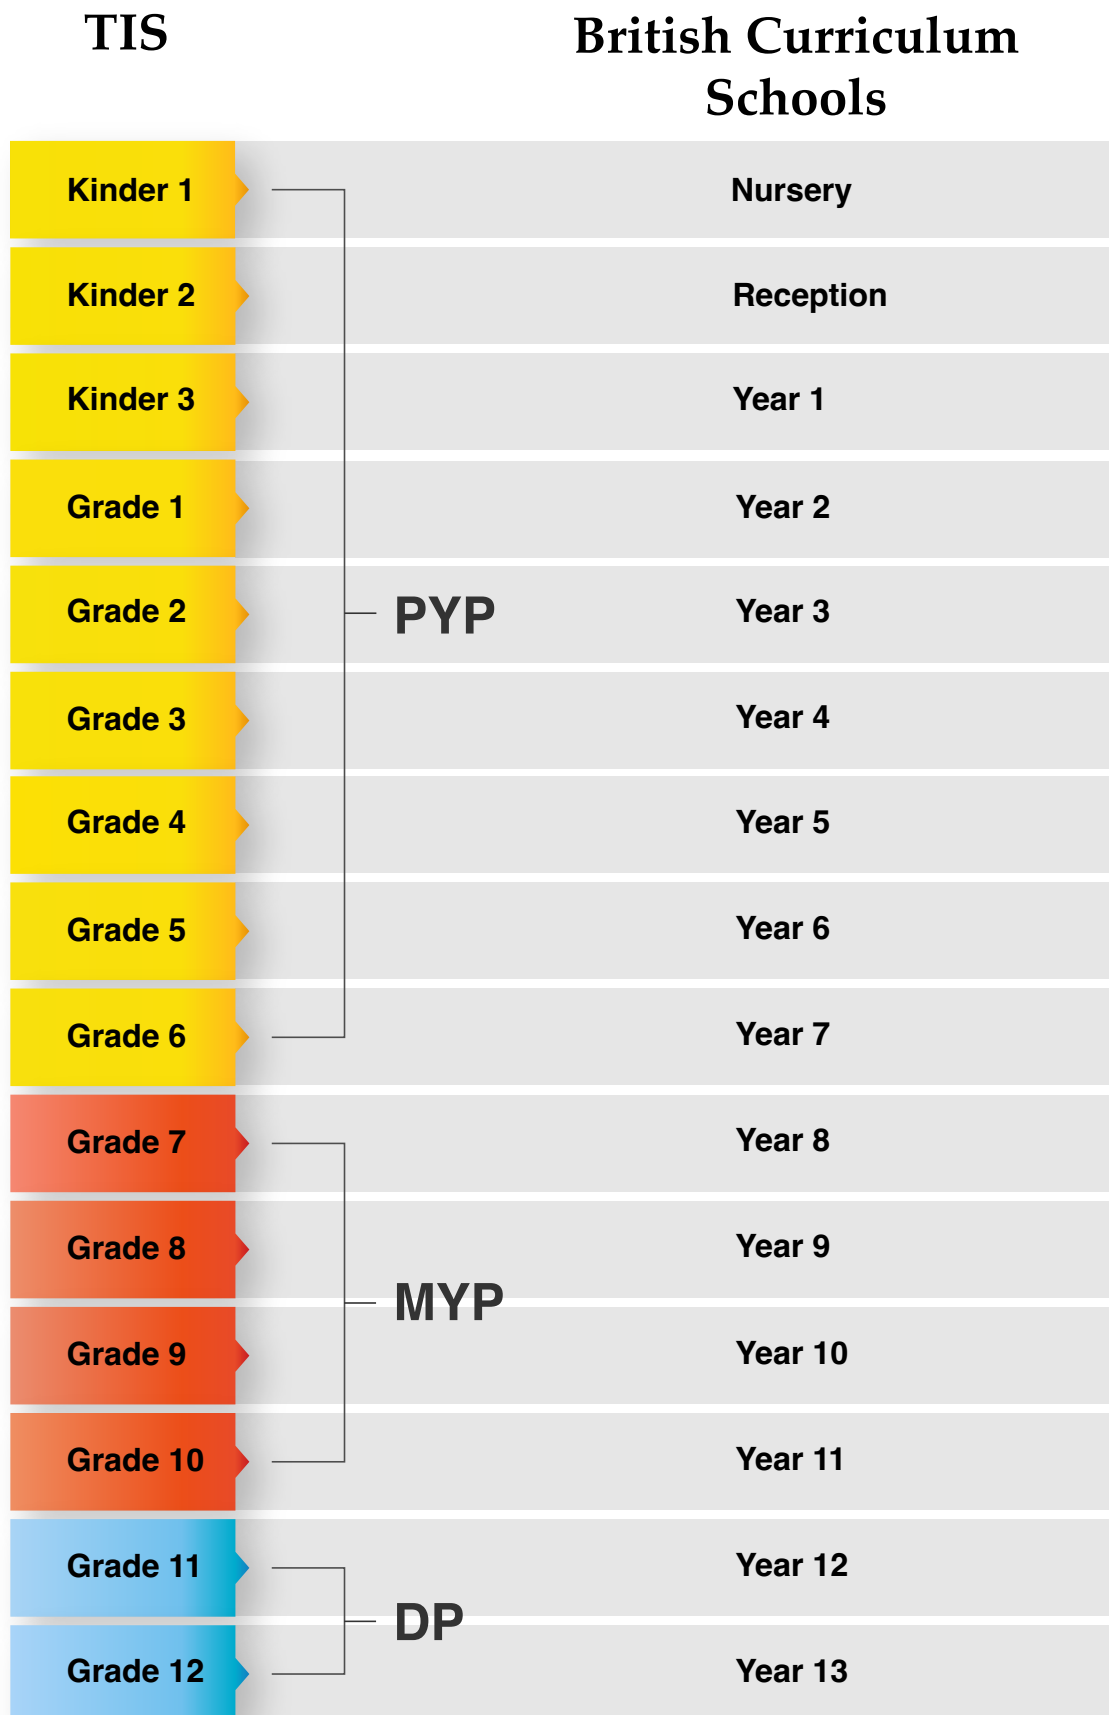 TIS
British Curriculum
Schools
Kinder 1
Nursery
Kinder 2
Reception
Kinder 3
Year 1
Grade 1
Year 2
Grade 2
PYP
Year 3
Grade 3
Year 4
Grade 4
Year 5
Grade 5
Year 6
Grade 6
Year 7
Grade 7
Year 8
Grade 8
Year 9
MYP
Grade 9
Year 10
Grade 10
Year 11
Grade 11
Year 12
DP
Grade 12
Year 13